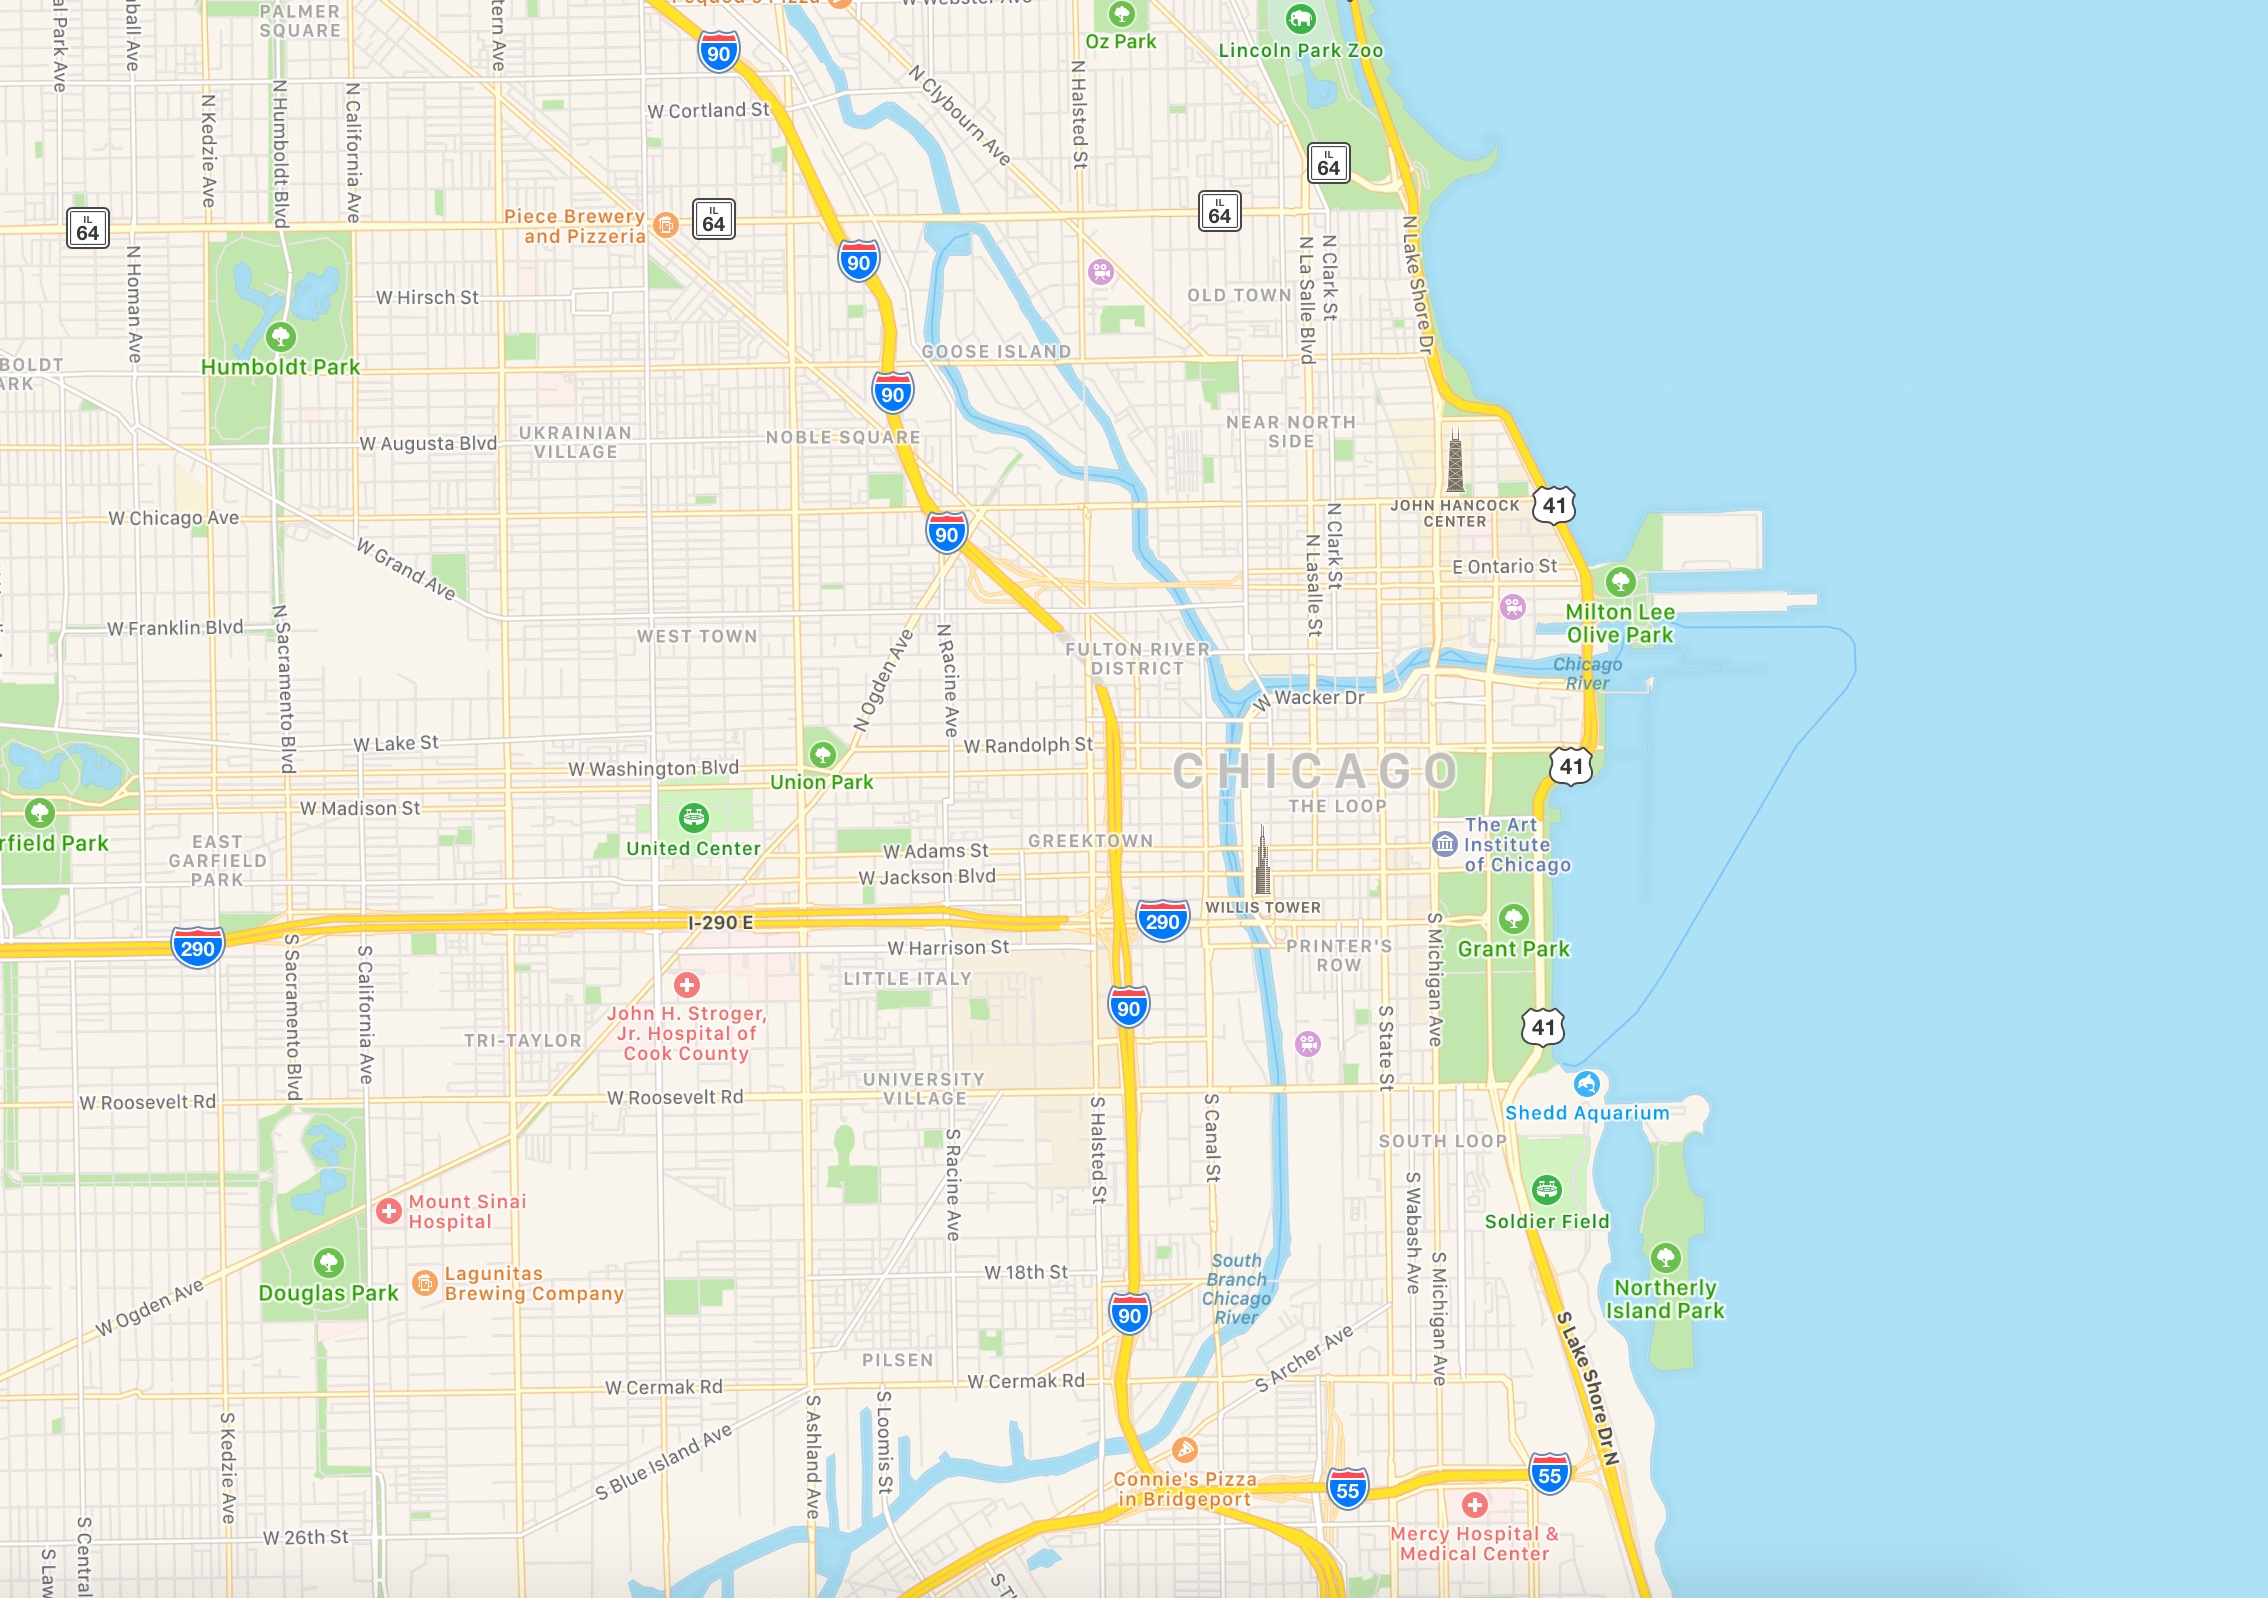 PALMER
SQUARE
W Webster Ave
Oz Park
Lincoln Park Zoo
90
N Kedzie Ave
N Humboldt Blvd
N California Ave
W Cortland St
N Clybourn Ave
N Halsted St
IL
64
IL
64
IL
64
IL
64
Piece Brewery
and Pizzeria
90
N Homan Ave
W Hirsch St
OLD TOWN
N La Salle Blvd
N Clark St
N Lake Shore Dr
Humboldt Park
GOOSE ISLAND
90
W Augusta Blvd
UKRAINIAN
VILLAGE
NOBLE SQUARE
NEAR NORTH
SIDE
JOHN HANCOCK
CENTER
41
W Chicago Ave
W Grand Ave
90
N Clark St
N Lasalle St
E Ontario St
Milton Lee
Olive Park
W Franklin Blvd
N Sacramento Blvd
WEST TOWN
N Ogden Ave
N Racine Ave
FULTON RIVER
DISTRICT
Chicago
River
W Wacker Dr
W Lake St
W Randolph St
W Washington Blvd
Union Park
CHICAGO
41
W Madison St
THE LOOP
rfield Park
EAST
GARFIELD
PARK
United Center
W Adams St
W Jackson Blvd
GREEKTOWN
The Art
Institute
of Chicago
WILLIS TOWER
I-290 E
290
290
W Harrison St
PRINTER'S
ROW
S Michigan Ave
Grant Park
S Sacramento Blvd
S California Ave
LITTLE ITALY
John H. Stroger,
Jr. Hospital of
Cook County
90
TRI-TAYLOR
S State St
41
UNIVERSITY
VILLAGE
W Roosevelt Rd
W Roosevelt Rd
S Halsted St
S Canal St
Shedd Aquarium
S Racine Ave
SOUTH LOOP
Mount Sinai
Hospital
S Wabash Ave
Soldier Field
Douglas Park
Lagunitas
Brewing Company
W 18th St
South
Branch
Chicago
River
S Michigan Ave
Northerly
Island Park
W Ogden Ave
90
PILSEN
S Archer Ave
S Lake Shore Dr N
W Cermak Rd
W Cermak Rd
S Kedzie Ave
S Blue Island Ave
S Ashland Ave
S Loomis St
Connie's Pizza
in Bridgeport
55
55
W 26th St
S Central
Mercy Hospital &
Medical Center